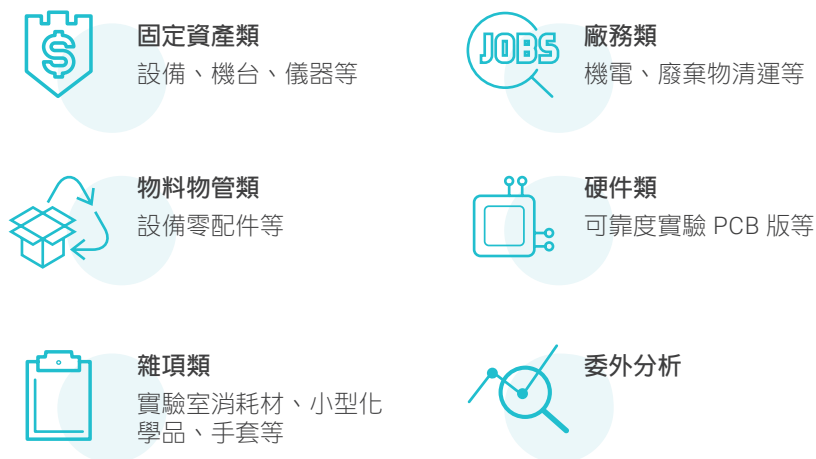 固定資產類
設備、機台、儀器等
JOBS
廠務類
機電、廢棄物清運等
物料物管類
設備零配件等
硬件類
可靠度實驗 PCB 版等
雜項類
實驗室消耗材、小型化
學品、手套等
委外分析